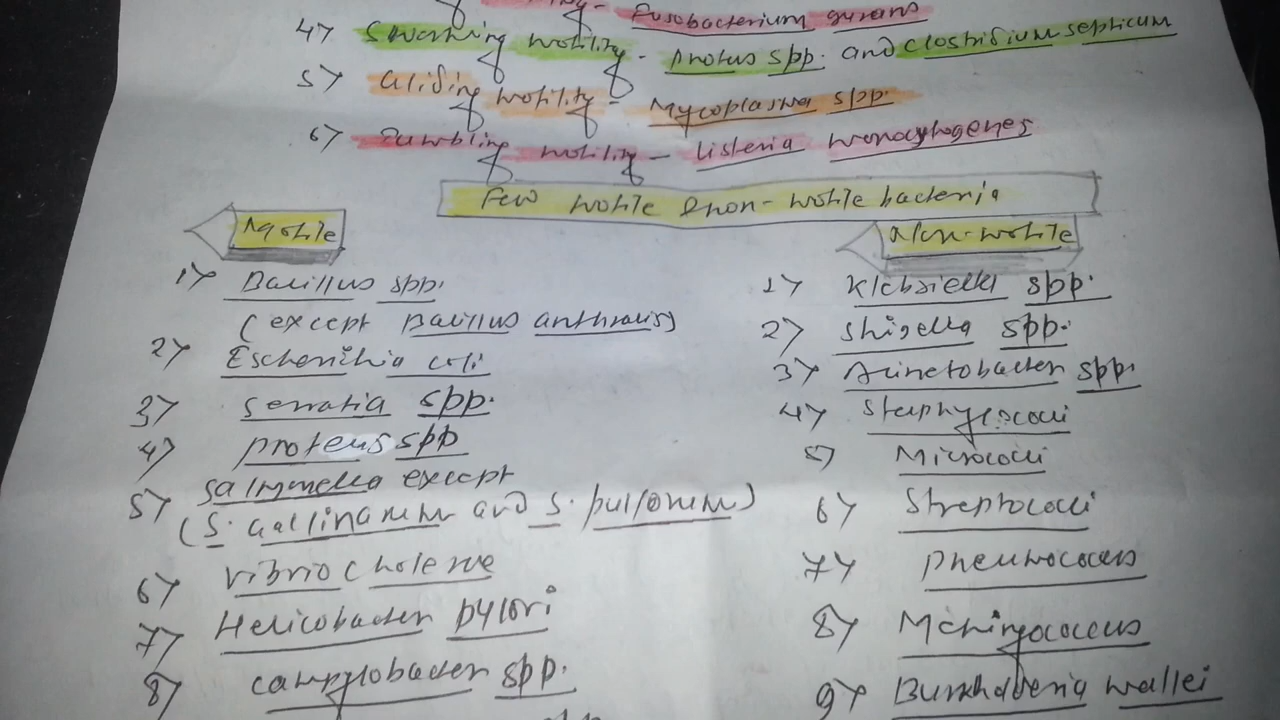 Fusobacterium gurans
4) Swarming motility - Protus spp. and clostridium septicum
5) Gliding motility - Mycoplasma spp.
6) Tumbling motility - listeria monocytogenes
Few motile & non-motile bacteria
Motile
Non-motile
1) Bacillus spp.
(except Bacillus anthracis)
2) Escherichia coli
3) Serratia spp.
4) proteus spp
5) Salmonella except
(S. gallinarum and S. pullorum)
6) vibrio cholerae
7) Helicobacter pylori
8) campylobacter spp.
1) Klebsiella spp.
2) Shigella spp.
3) Acinetobacter spp.
4) Staphylococci
5) Micrococci
6) Streptococci
7) pneumococcus
8) Meningococcus
9) Burkholderia mallei